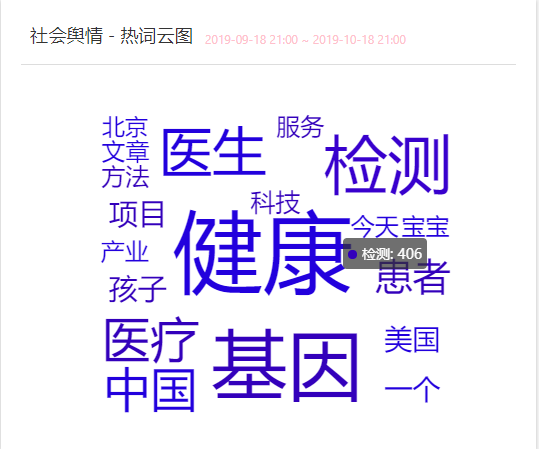 社会舆情 - 热词云图 2019-09-18 21:00 ~ 2019-10-18 21:00
北京
医生
服务
文章
检测
方法
科技
项目
健康
今天
宝宝
产业
检测: 406
孩子
患者
医疗
基因
美国
中国
一个